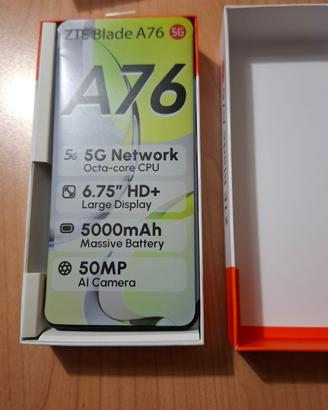 ZTE Blade A76 5G
A76
5G 5G Network
Octa-core CPU
6.75" HD+
Large Display
5000mAh
Massive Battery
50MP
AI Camera